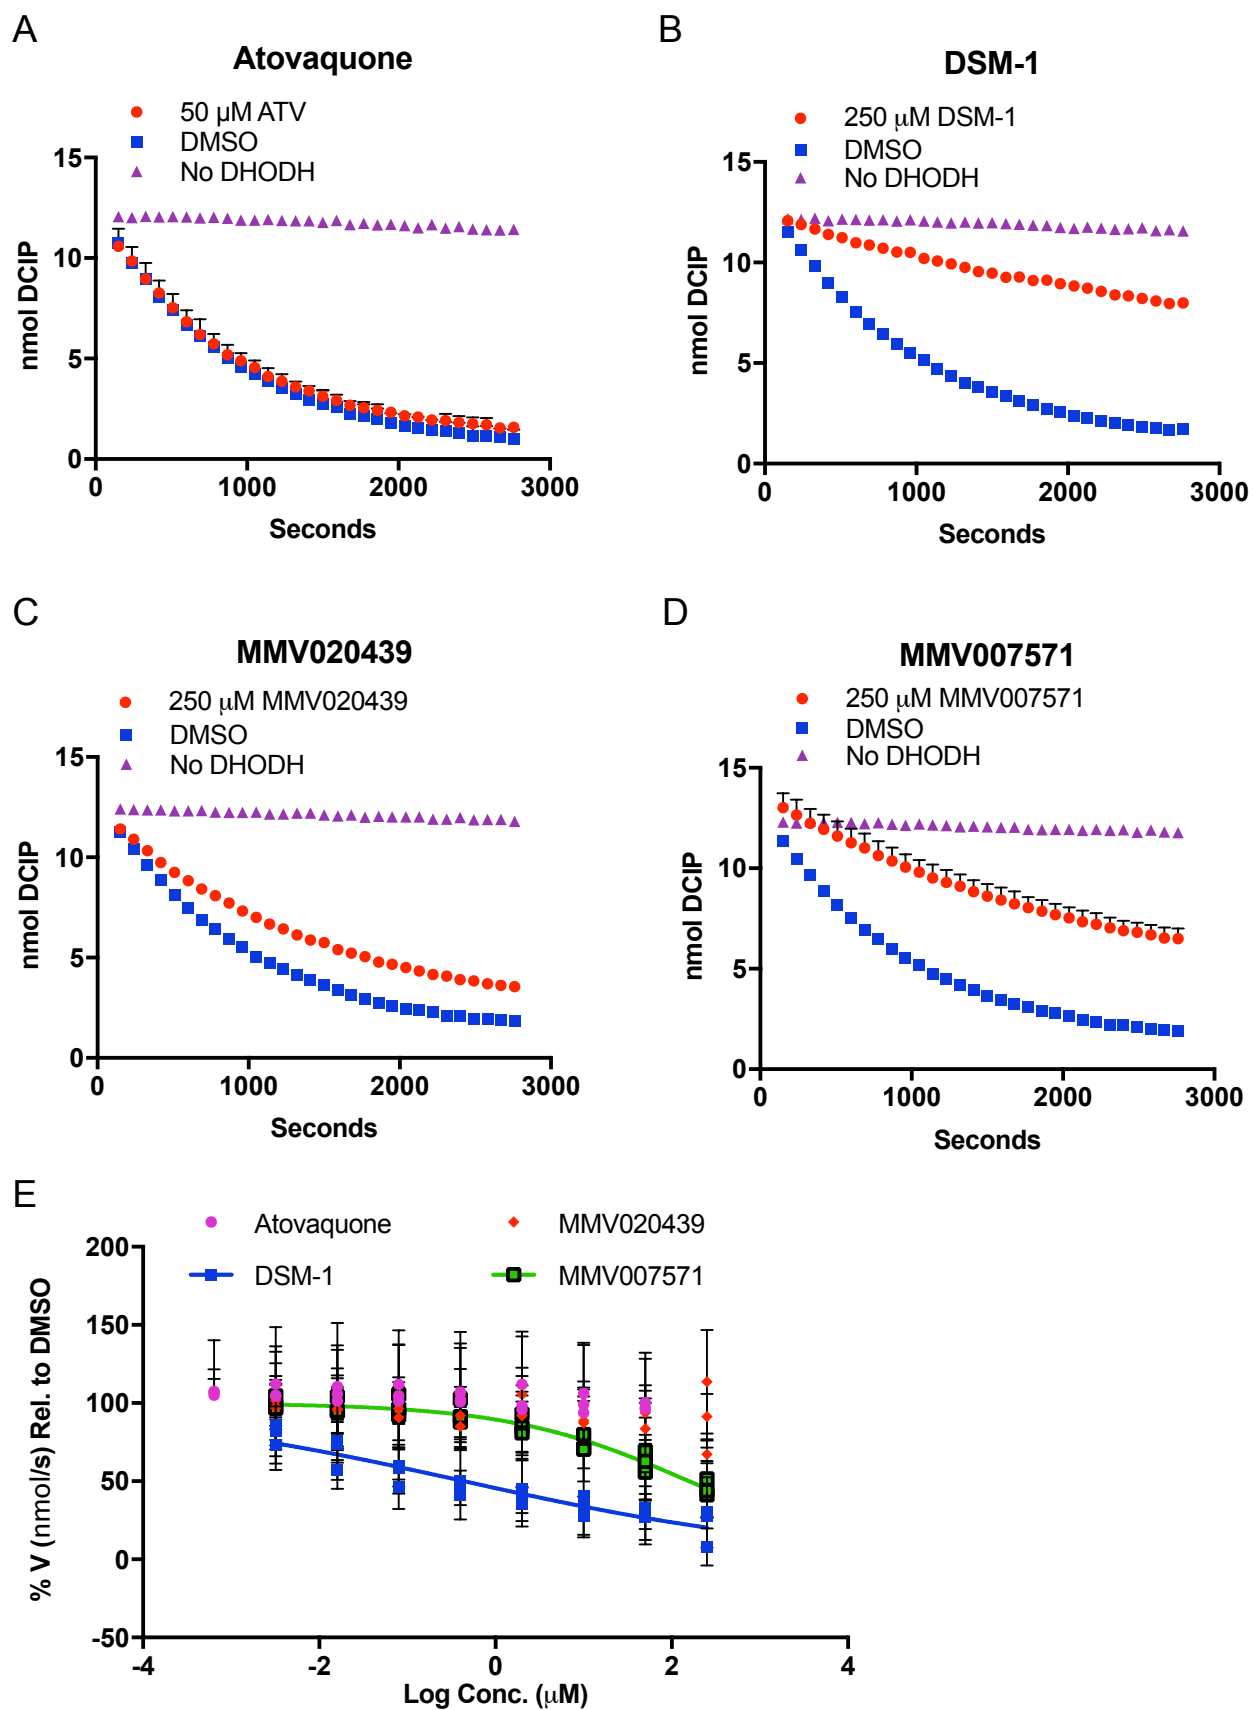 A
Atovaquone
50 µM ATV
DMSO
No DHODH
15
10
5
0
nmol DCIP
0 1000 2000 3000
Seconds
B
DSM-1
250 µM DSM-1
DMSO
No DHODH
15
10
5
0
nmol DCIP
0 1000 2000 3000
Seconds
C
MMV020439
250 µM MMV020439
DMSO
No DHODH
15
10
5
0
nmol DCIP
0 1000 2000 3000
Seconds
D
MMV007571
250 µM MMV007571
DMSO
No DHODH
15
10
5
0
nmol DCIP
0 1000 2000 3000
Seconds
E
Atovaquone
MMV020439
DSM-1
MMV007571
200
150
100
50
0
-50
% V (nmol/s) Rel. to DMSO
-4 -2 0 2 4
Log Conc. (µM)